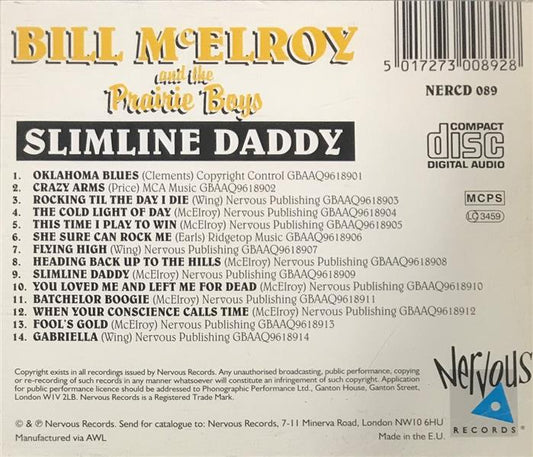 BILL McELROY
and the
Prairie Boys
SLIMLINE DADDY
5 017273 008928
NERCD 089
COMPACT
disc
DIGITAL AUDIO
MCPS
LC 3459
1. OKLAHOMA BLUES (Clements) Copyright Control GBAAQ9618901
2. CRAZY ARMS (Price) MCA Music GBAAQ9618902
3. ROCKING TIL THE DAY I DIE (Wing) Nervous Publishing GBAAQ9618903
4. THE COLD LIGHT OF DAY (McElroy) Nervous Publishing GBAAQ9618904
5. THIS TIME I PLAY TO WIN (McElroy) Nervous Publishing GBAAQ9618905
6. SHE SURE CAN ROCK ME (Earls) Ridgetop Music GBAAQ9618906
7. FLYING HIGH (Wing) Nervous Publishing GBAAQ9618907
8. HEADING BACK UP TO THE HILLS (McElroy) Nervous Publishing GBAAQ9618908
9. SLIMLINE DADDY (McElroy) Nervous Publishing GBAAQ9618909
10. YOU LOVED ME AND LEFT ME FOR DEAD (McElroy) Nervous Publishing GBAAQ9618910
11. BATCHELOR BOOGIE (McElroy) Nervous Publishing GBAAQ9618911
12. WHEN YOUR CONSCIENCE CALLS TIME (McElroy) Nervous Publishing GBAAQ9618912
13. FOOL'S GOLD (McElroy) Nervous Publishing GBAAQ9618913
14. GABRIELLA (Wing) Nervous Publishing GBAAQ9618914
Copyright exists in all recordings issued by Nervous Records. Any unauthorised broadcasting, public performance, copying
or re-recording of such records in any manner whatsoever will constitute an infringement of such copyright. Application
for public performance licence should be addressed to Phonographic Performance Ltd., Ganton House, Ganton Street,
London W1V 2LB. Nervous Records is a Registered Trade Mark.
© & ℗ Nervous Records. Send for catalogue to: Nervous Records, 7-11 Minerva Road, London NW10 6HU
Manufactured via AWL
Made in the E.U.
Nervous
RECORDS